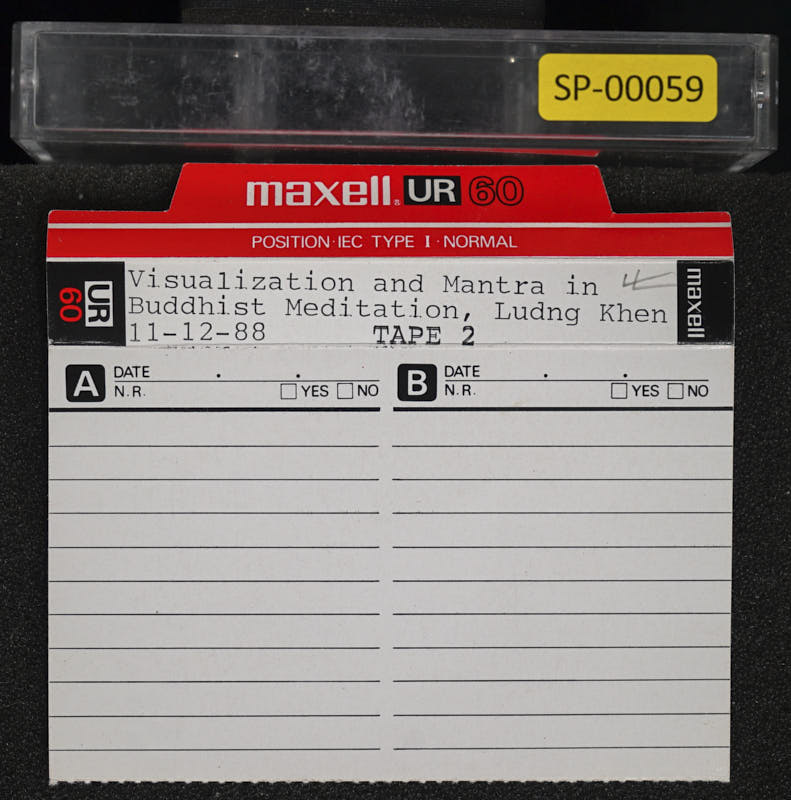 SP-00059
maxell® UR 60
POSITION·IEC TYPE I·NORMAL
UR 60
Visualization and Mantra in
Buddhist Meditation, Ludng Khen
11-12-88 TAPE 2
maxell
A DATE . .
N.R. YES NO
B DATE . .
N.R. YES NO